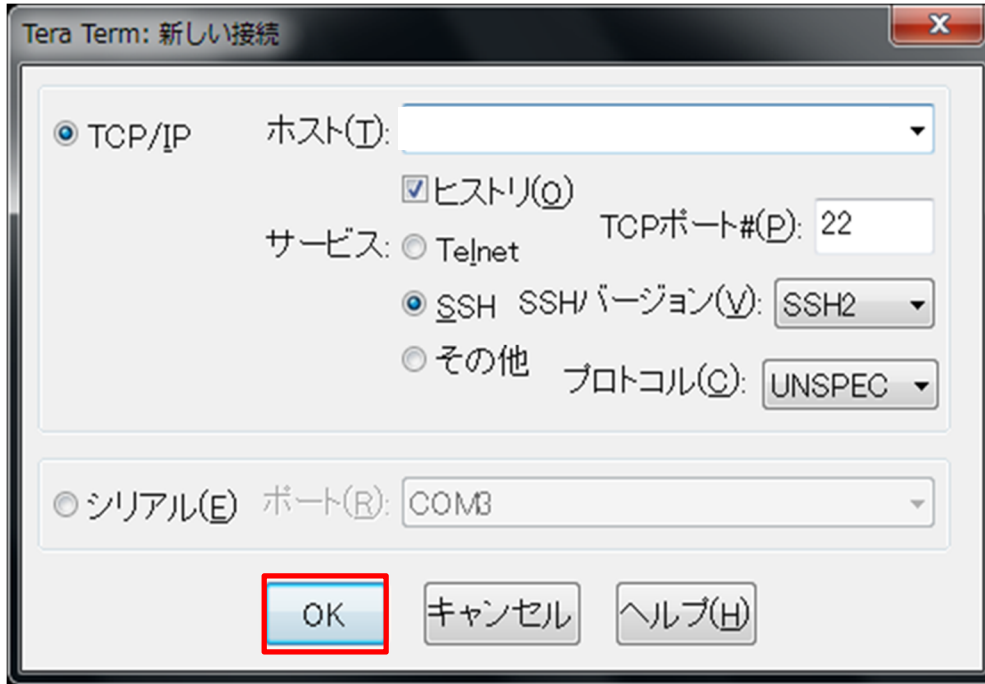 Tera Term: 新しい接続
TCP/IP ホスト(T):
ヒストリ(O)
サービス: Telnet TCPポート#(P): 22
SSH SSHバージョン(V): SSH2
その他 プロトコル(C): UNSPEC
シリアル(E) ポート(R): COM3
OK キャンセル ヘルプ(H)